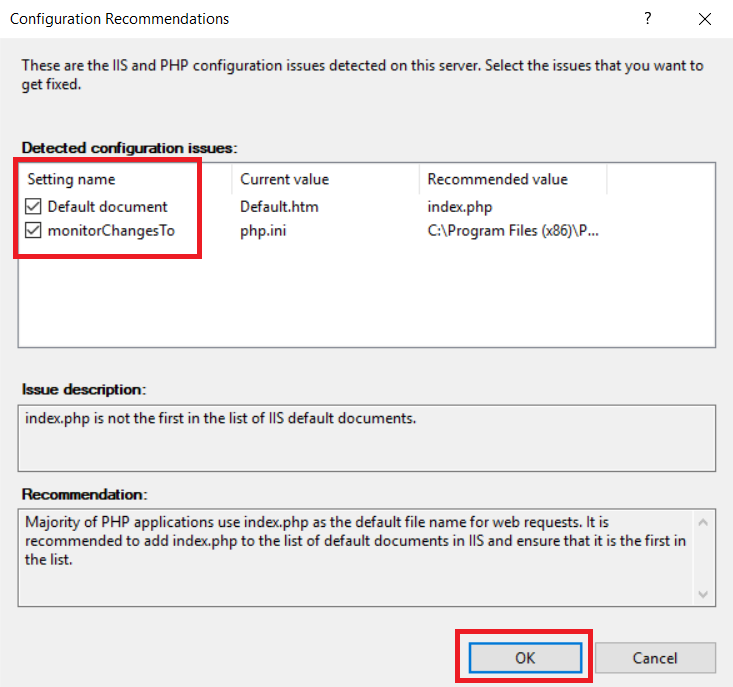 Configuration Recommendations
?
These are the IIS and PHP configuration issues detected on this server. Select the issues that you want to
get fixed.
Detected configuration issues:
Setting name Current value Recommended value
Default document Default.htm index.php
monitorChangesTo php.ini C:\Program Files (x86)\P...
Issue description:
index.php is not the first in the list of IIS default documents.
Recommendation:
Majority of PHP applications use index.php as the default file name for web requests. It is
recommended to add index.php to the list of default documents in IIS and ensure that it is the first in
the list.
OK Cancel